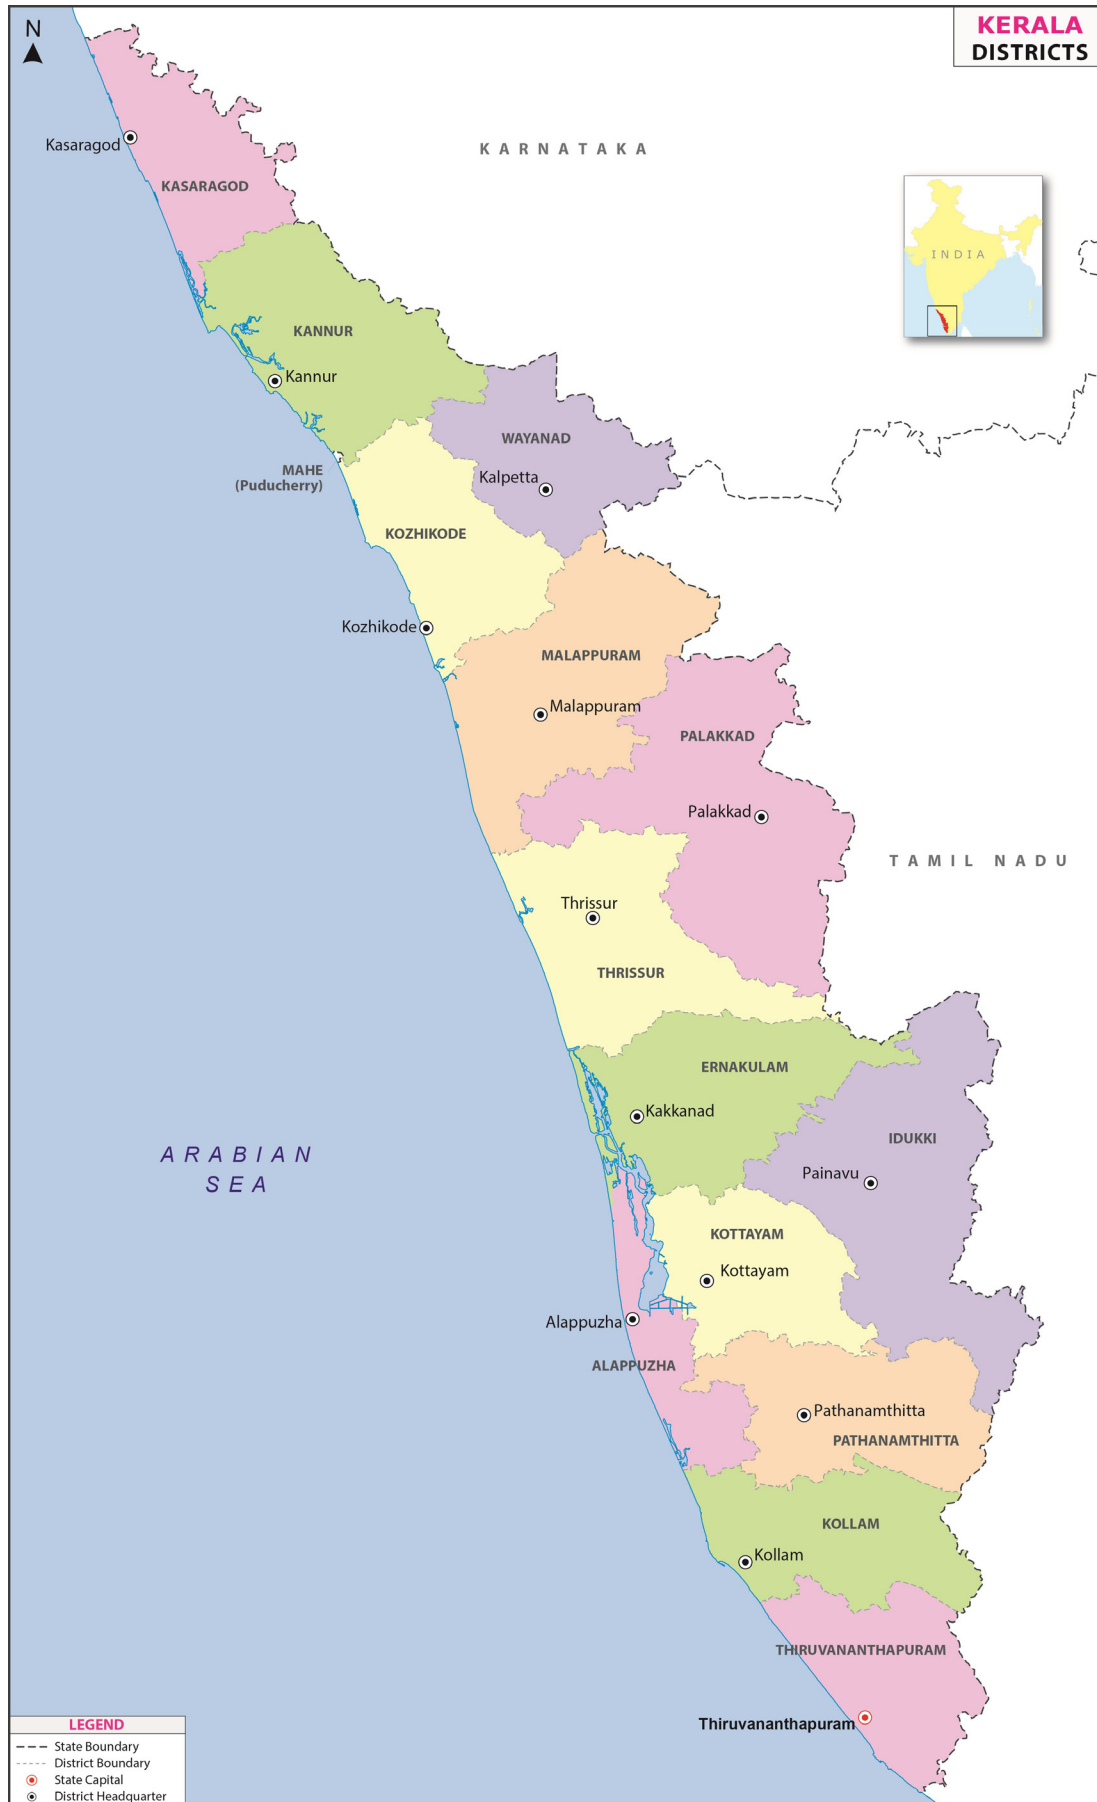 N
KERALA
DISTRICTS
KARNATAKA
Kasaragod
KASARAGOD
INDIA
KANNUR
Kannur
WAYANAD
MAHE
(Puducherry)
Kalpetta
KOZHIKODE
Kozhikode
MALAPPURAM
Malappuram
PALAKKAD
Palakkad
TAMIL NADU
Thrissur
THRISSUR
ERNAKULAM
Kakkanad
ARABIAN
SEA
IDUKKI
Painavu
KOTTAYAM
Kottayam
Alappuzha
ALAPPUZHA
Pathanamthitta
PATHANAMTHITTA
KOLLAM
Kollam
THIRUVANANTHAPURAM
Thiruvananthapuram
LEGEND
State Boundary
District Boundary
State Capital
District Headquarter